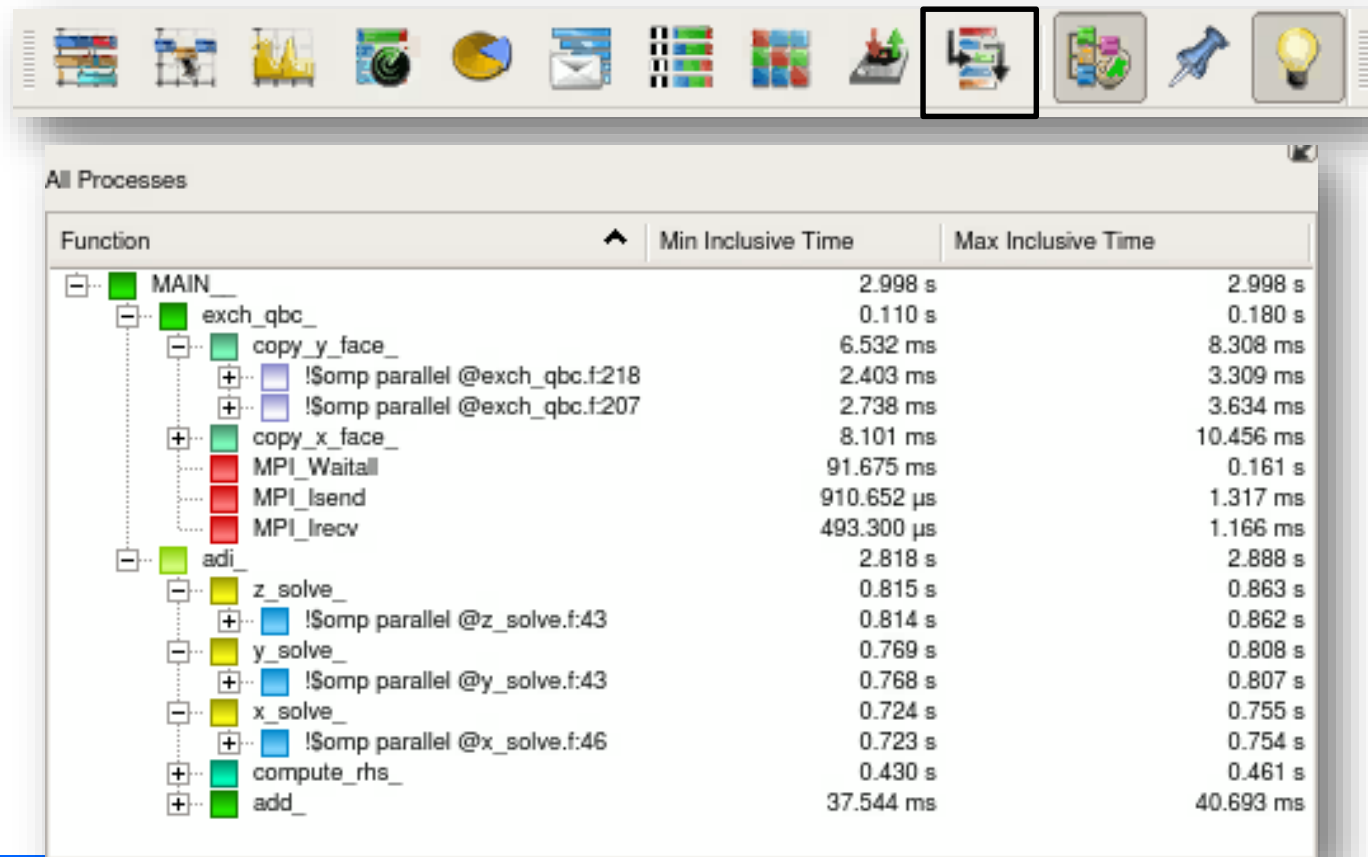 All Processes
Function Min Inclusive Time Max Inclusive Time
MAIN__ 2.998 s 2.998 s
exch_qbc_ 0.110 s 0.180 s
copy_y_face_ 6.532 ms 8.308 ms
!$omp parallel @exch_qbc.f:218 2.403 ms 3.309 ms
!$omp parallel @exch_qbc.f:207 2.738 ms 3.634 ms
copy_x_face_ 8.101 ms 10.456 ms
MPI_Waitall 91.675 ms 0.161 s
MPI_Isend 910.652 µs 1.317 ms
MPI_Irecv 493.300 µs 1.166 ms
adi_ 2.818 s 2.888 s
z_solve_ 0.815 s 0.863 s
!$omp parallel @z_solve.f:43 0.814 s 0.862 s
y_solve_ 0.769 s 0.808 s
!$omp parallel @y_solve.f:43 0.768 s 0.807 s
x_solve_ 0.724 s 0.755 s
!$omp parallel @x_solve.f:46 0.723 s 0.754 s
compute_rhs_ 0.430 s 0.461 s
add_ 37.544 ms 40.693 ms